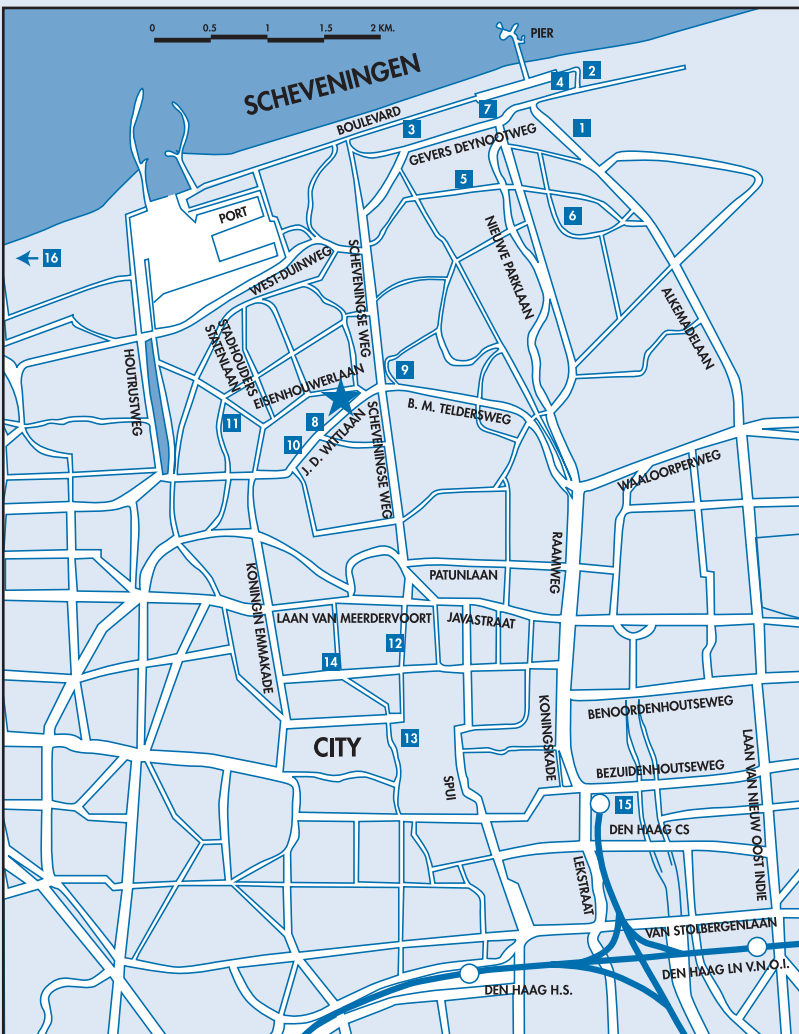 0 0.5 1 1.5 2 KM.
PIER
SCHEVENINGEN
2
4
BOULEVARD
7
3
1
GEVERS DEYNOOTWEG
5
6
PORT
NIEUWE PARKLAAN
16
WEST-DUINWEG
SCHEVENINGSE WEG
ALKEMADELAAN
STADHOUDERS
STATENLAAN
HOUTRUSTWEG
EISENHOUWERLAAN
9
11
8
10
J. D. WITTLAAN
SCHEVENINGSE WEG
B. M. TELDERSWEG
WAALOORPERWEG
RAAMWEG
PATUNLAAN
KONINGIN EMMAKADE
LAAN VAN MEERDERVOORT
JAVASTRAAT
12
14
KONINGSKADE
BENOORDENHOUTSEWEG
13
CITY
LAAN VAN NIEUW OOST INDIE
BEZUIDENHOUTSEWEG
SPUI
15
DEN HAAG CS
LEKSTRAAT
VAN STOLBERGENLAAN
DEN HAAG LN V.N.O.I.
DEN HAAG H.S.